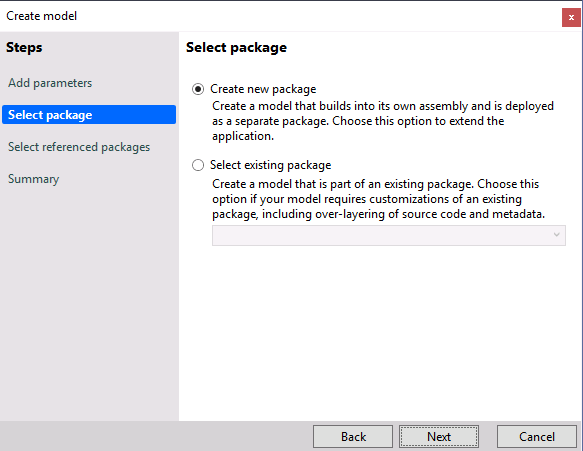 Create model
x
Steps
Add parameters
Select package
Select referenced packages
Summary
Select package
Create new package
Create a model that builds into its own assembly and is deployed
as a separate package. Choose this option to extend the
application.
Select existing package
Create a model that is part of an existing package. Choose this
option if your model requires customizations of an existing
package, including over-layering of source code and metadata.
Back
Next
Cancel